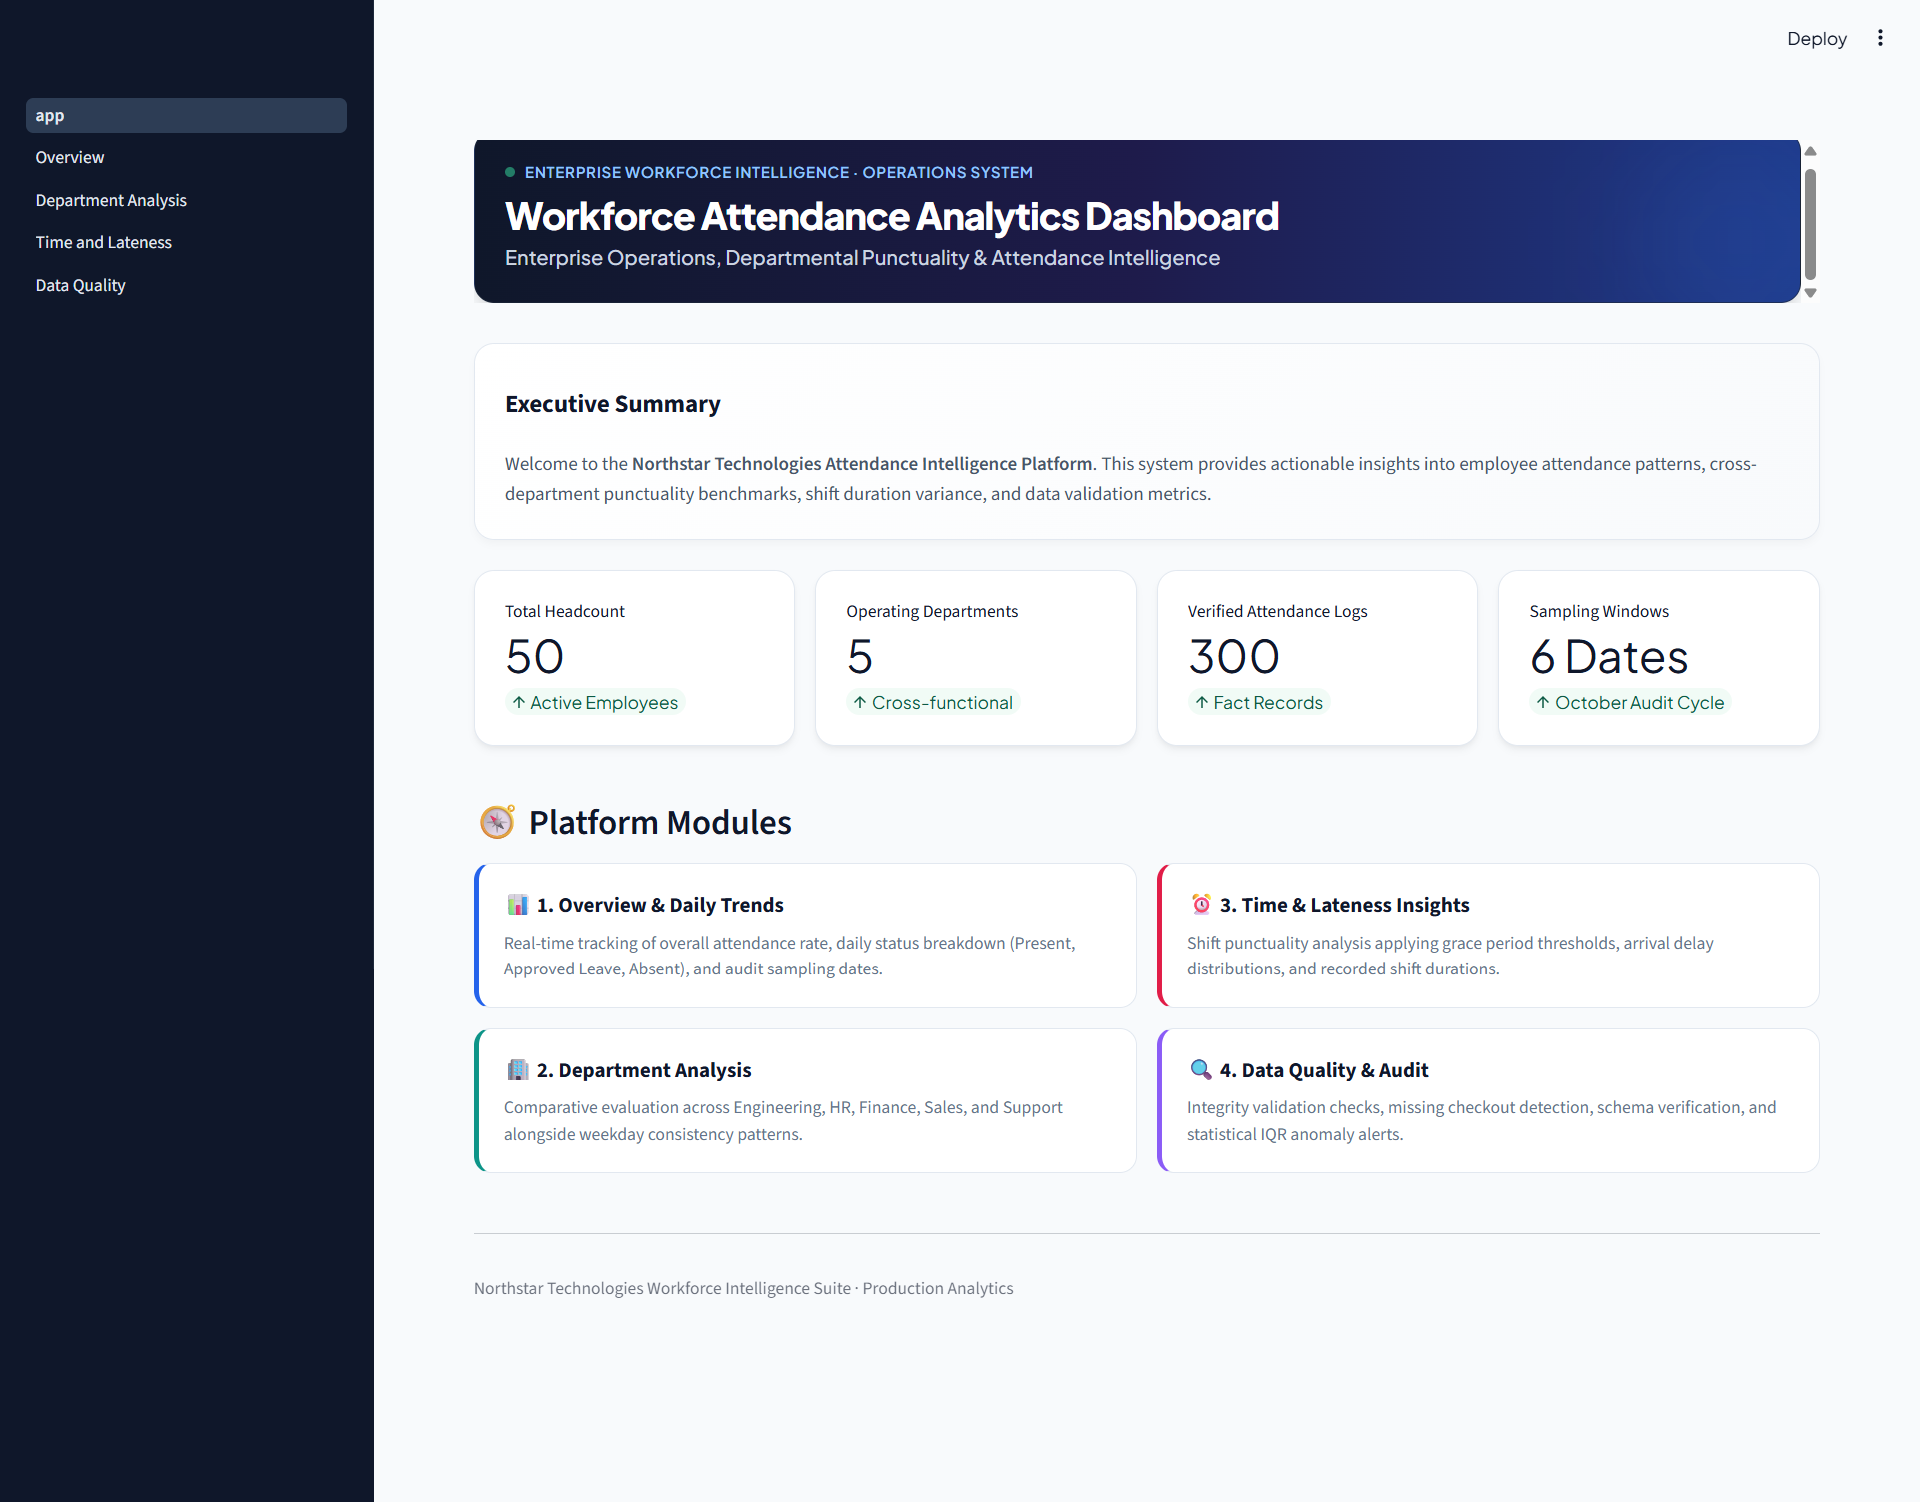 Deploy
app
Overview
Department Analysis
Time and Lateness
Data Quality
ENTERPRISE WORKFORCE INTELLIGENCE · OPERATIONS SYSTEM
Workforce Attendance Analytics Dashboard
Enterprise Operations, Departmental Punctuality & Attendance Intelligence
Executive Summary
Welcome to the Northstar Technologies Attendance Intelligence Platform. This system provides actionable insights into employee attendance patterns, cross-
department punctuality benchmarks, shift duration variance, and data validation metrics.
Total Headcount
50
↑ Active Employees
Operating Departments
5
↑ Cross-functional
Verified Attendance Logs
300
↑ Fact Records
Sampling Windows
6 Dates
↑ October Audit Cycle
Platform Modules
1. Overview & Daily Trends
Real-time tracking of overall attendance rate, daily status breakdown (Present,
Approved Leave, Absent), and audit sampling dates.
3. Time & Lateness Insights
Shift punctuality analysis applying grace period thresholds, arrival delay
distributions, and recorded shift durations.
2. Department Analysis
Comparative evaluation across Engineering, HR, Finance, Sales, and Support
alongside weekday consistency patterns.
4. Data Quality & Audit
Integrity validation checks, missing checkout detection, schema verification, and
statistical IQR anomaly alerts.
Northstar Technologies Workforce Intelligence Suite · Production Analytics